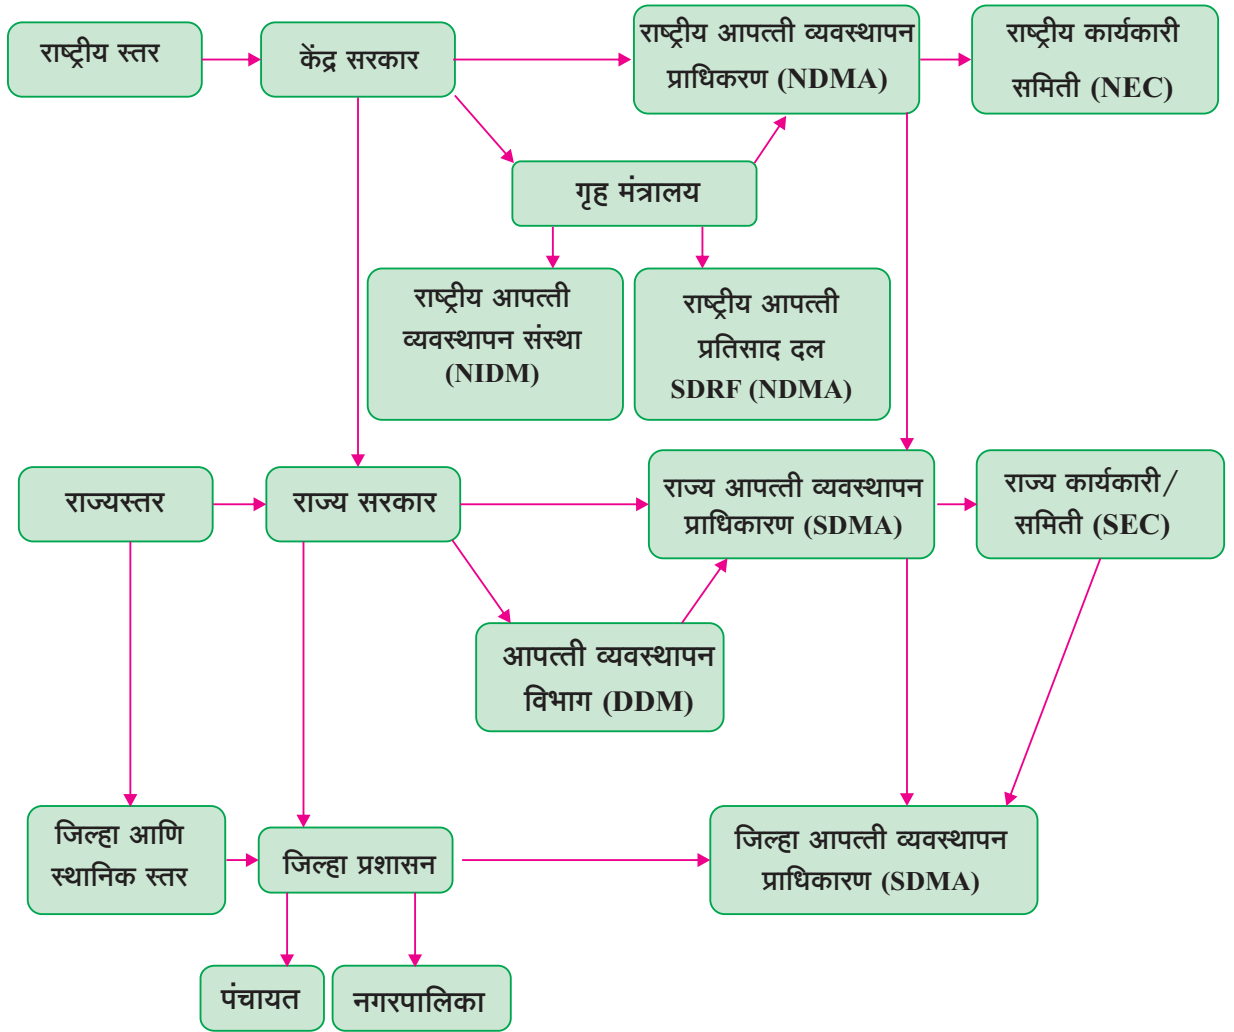 राष्ट्रीय स्तर
केंद्र सरकार
राष्ट्रीय आपत्ती व्यवस्थापन
प्राधिकरण (NDMA)
राष्ट्रीय कार्यकारी
समिती (NEC)
गृह मंत्रालय
राष्ट्रीय आपत्ती
व्यवस्थापन संस्था
(NIDM)
राष्ट्रीय आपत्ती
प्रतिसाद दल
SDRF (NDMA)
राज्यस्तर
राज्य सरकार
राज्य आपत्ती व्यवस्थापन
प्राधिकारण (SDMA)
राज्य कार्यकारी/
समिती (SEC)
आपत्ती व्यवस्थापन
विभाग (DDM)
जिल्हा आणि
स्थानिक स्तर
जिल्हा प्रशासन
जिल्हा आपत्ती व्यवस्थापन
प्राधिकारण (SDMA)
पंचायत
नगरपालिका